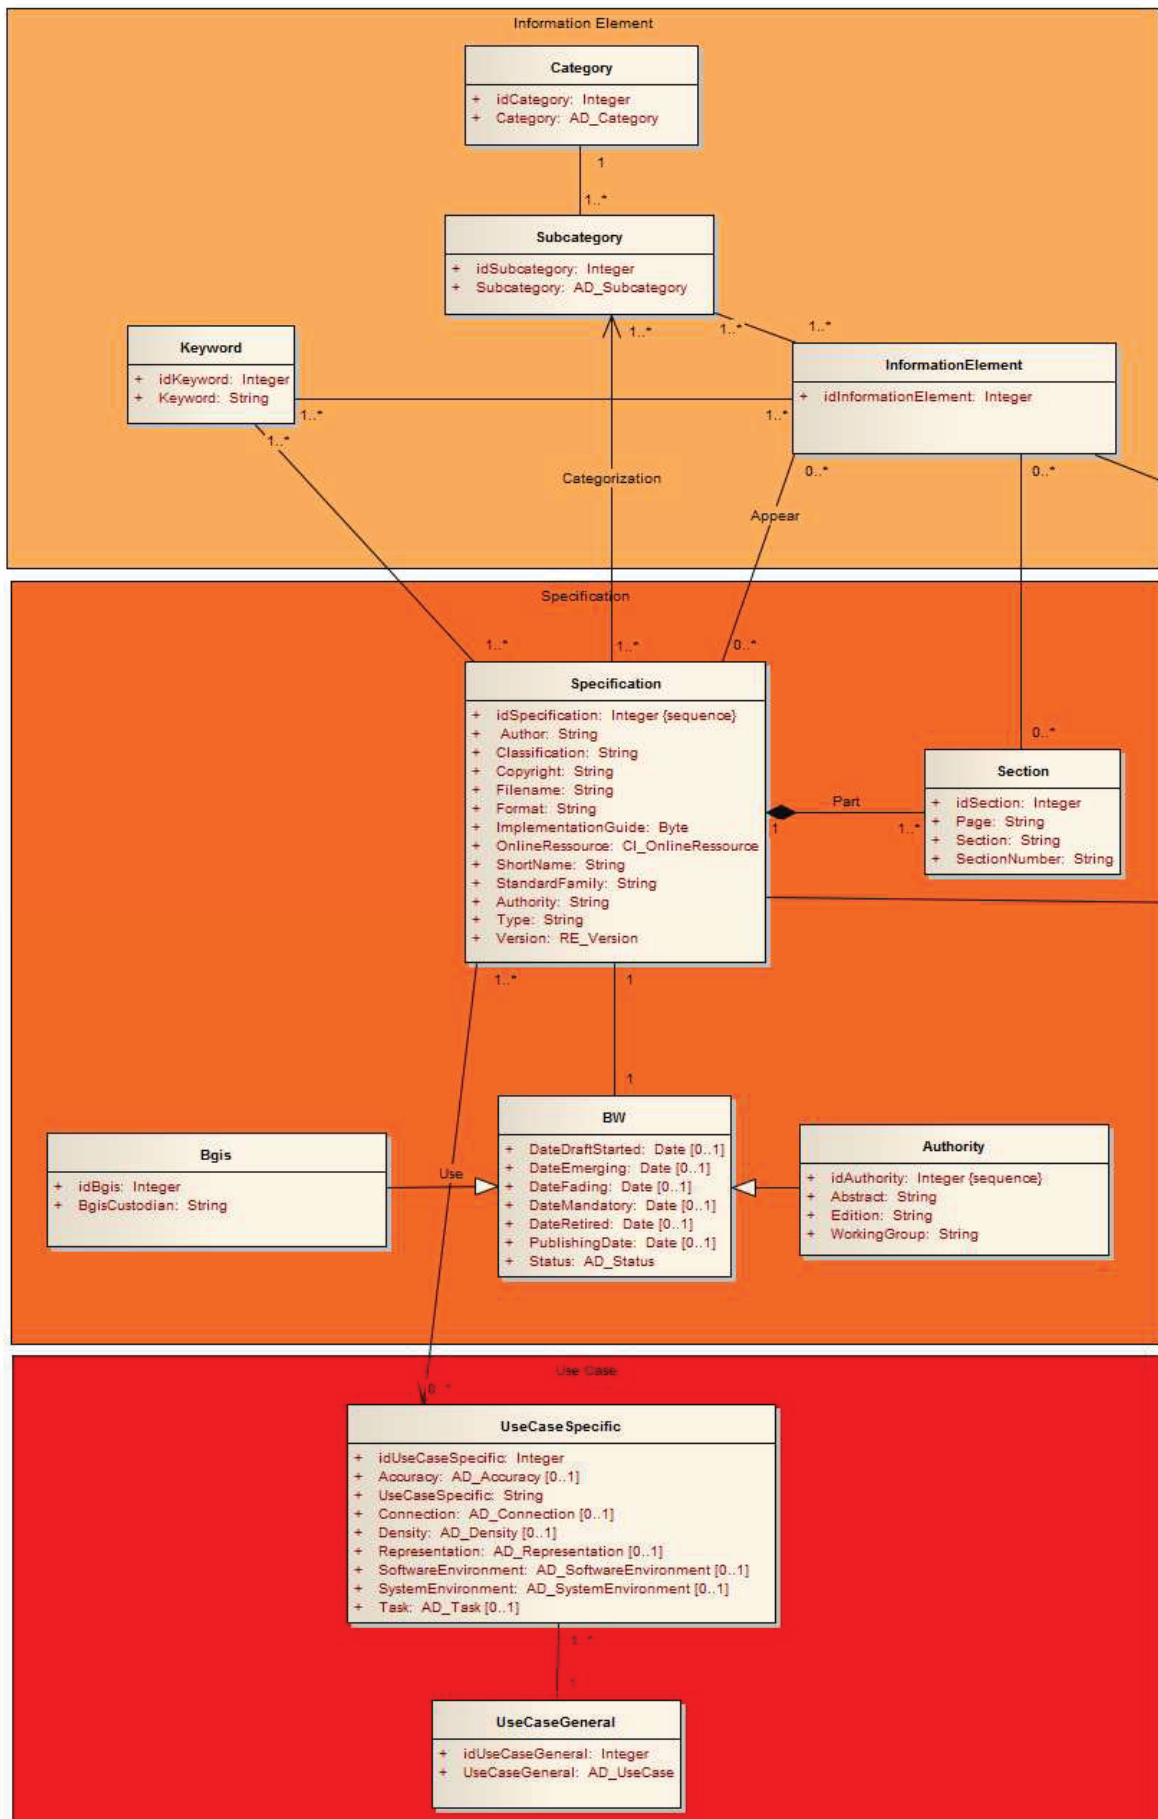 Information Element
Category
+ idCategory: Integer
+ Category: AD_Category
1
1..*
Subcategory
+ idSubcategory: Integer
+ Subcategory: AD_Subcategory
1..*
1..*
1..*
Keyword
+ idKeyword: Integer
+ Keyword: String
InformationElement
+ idInformationElement: Integer
1..*
1..*
1..*
0..*
0..*
Categorization
Appear
Specification
1..*
1..*
0..*
Specification
+ idSpecification: Integer {sequence}
+ Author: String
+ Classification: String
+ Copyright: String
+ Filename: String
+ Format: String
+ ImplementationGuide: Byte
+ OnlineRessource: CI_OnlineRessource
+ ShortName: String
+ StandardFamily: String
+ Authority: String
+ Type: String
+ Version: RE_Version
0..*
Section
+ idSection: Integer
+ Page: String
+ Section: String
+ SectionNumber: String
Part
1
1..*
1..*
1
1
BW
+ DateDraftStarted: Date [0..1]
+ DateEmerging: Date [0..1]
+ DateFading: Date [0..1]
+ DateMandatory: Date [0..1]
+ DateRetired: Date [0..1]
+ PublishingDate: Date [0..1]
+ Status: AD_Status
Bgis
+ idBgis: Integer
+ BgisCustodian: String
Use
Authority
+ idAuthority: Integer {sequence}
+ Abstract: String
+ Edition: String
+ WorkingGroup: String
Use Case
0..*
UseCaseSpecific
+ idUseCaseSpecific: Integer
+ Accuracy: AD_Accuracy [0..1]
+ UseCaseSpecific: String
+ Connection: AD_Connection [0..1]
+ Density: AD_Density [0..1]
+ Representation: AD_Representation [0..1]
+ SoftwareEnvironment: AD_SoftwareEnvironment [0..1]
+ SystemEnvironment: AD_SystemEnvironment [0..1]
+ Task: AD_Task [0..1]
1..*
1
UseCaseGeneral
+ idUseCaseGeneral: Integer
+ UseCaseGeneral: AD_UseCase